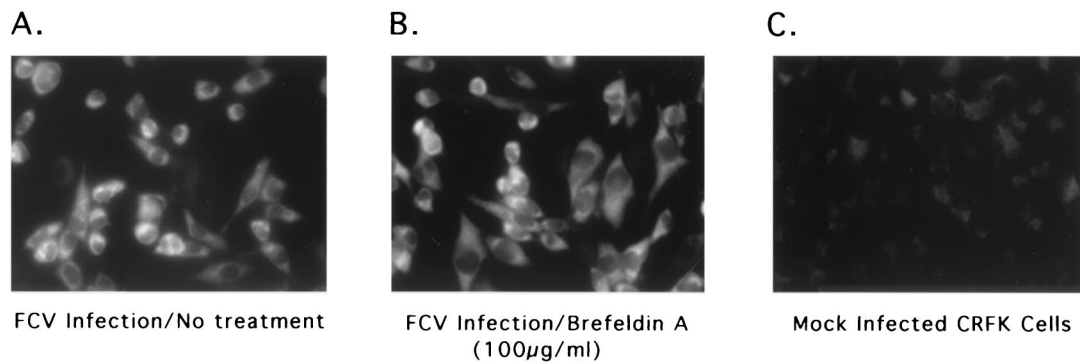 A.
B.
C.
FCV Infection/No treatment
FCV Infection/Brefeldin A
(100µg/ml)
Mock Infected CRFK Cells